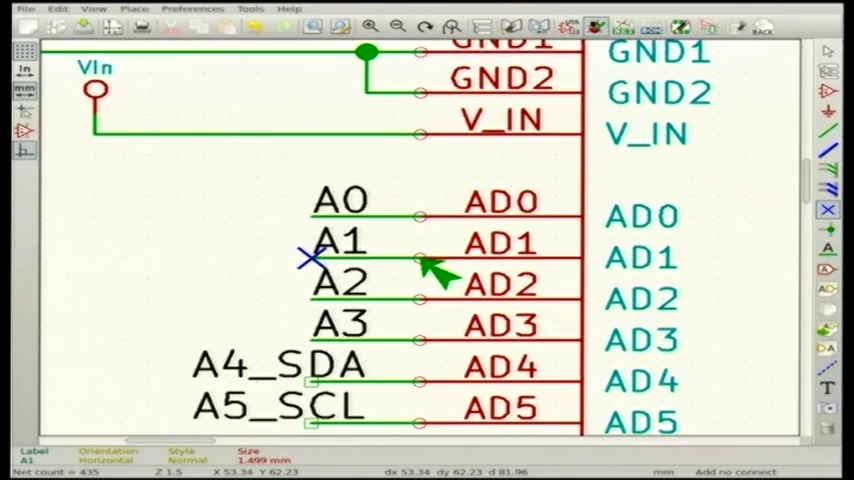 File Edit View Place Preferences Tools Help
GND1 GND1
VIn
GND2 GND2
V_IN V_IN
A0 AD0 AD0
A1 AD1 AD1
A2 AD2 AD2
A3 AD3 AD3
A4_SDA AD4 AD4
A5_SCL AD5 AD5
In
mm
BACK
A
T
Label Orientation Style Size
A1 Horizontal Normal 1.499 mm
Net count = 435 Z 1.5 X 53.34 Y 62.23 dx 53.34 dy 62.23 d 81.96 mm Add no connect